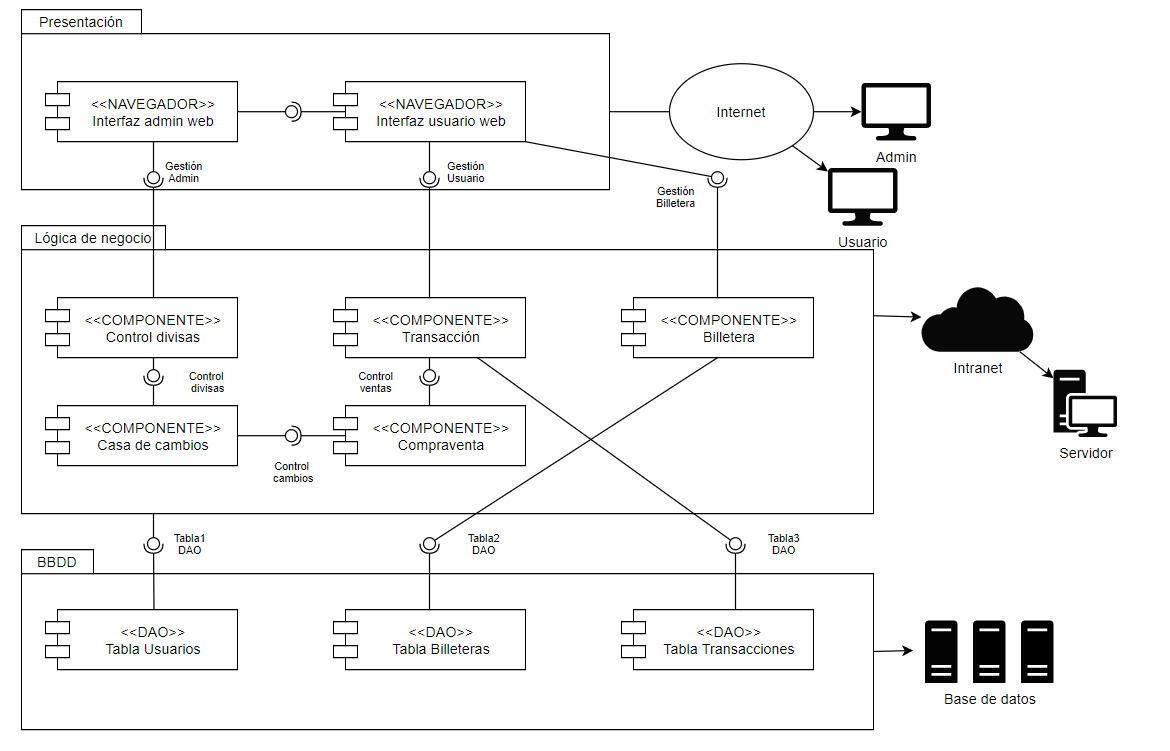 Presentación
<<NAVEGADOR>>
Interfaz admin web
<<NAVEGADOR>>
Interfaz usuario web
Internet
Admin
Gestión
Admin
Gestión
Usuario
Gestión
Billetera
Usuario
Lógica de negocio
<<COMPONENTE>>
Control divisas
<<COMPONENTE>>
Transacción
<<COMPONENTE>>
Billetera
Intranet
Control
divisas
Control
ventas
<<COMPONENTE>>
Casa de cambios
<<COMPONENTE>>
Compraventa
Servidor
Control
cambios
Tabla1
DAO
Tabla2
DAO
Tabla3
DAO
BBDD
<<DAO>>
Tabla Usuarios
<<DAO>>
Tabla Billeteras
<<DAO>>
Tabla Transacciones
Base de datos